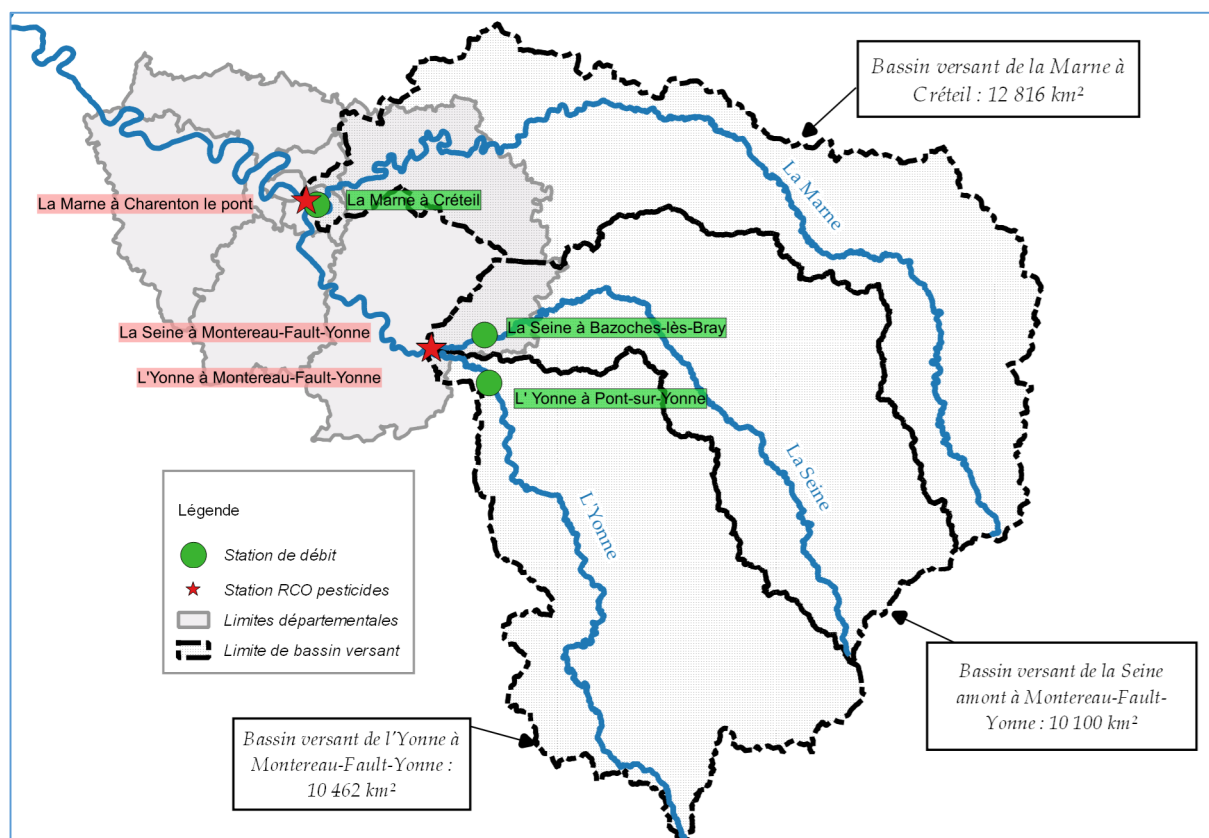 Bassin versant de la Marne à
Créteil : 12 816 km²
La Marne
La Marne à Charenton le pont
La Marne à Créteil
La Seine à Montereau-Fault-Yonne
La Seine à Bazoches-lès-Bray
L'Yonne à Montereau-Fault-Yonne
L' Yonne à Pont-sur-Yonne
La Seine
L'Yonne
Légende
Station de débit
Station RCO pesticides
Limites départementales
Limite de bassin versant
Bassin versant de la Seine
amont à Montereau-Fault-
Yonne : 10 100 km²
Bassin versant de l'Yonne à
Montereau-Fault-Yonne :
10 462 km²